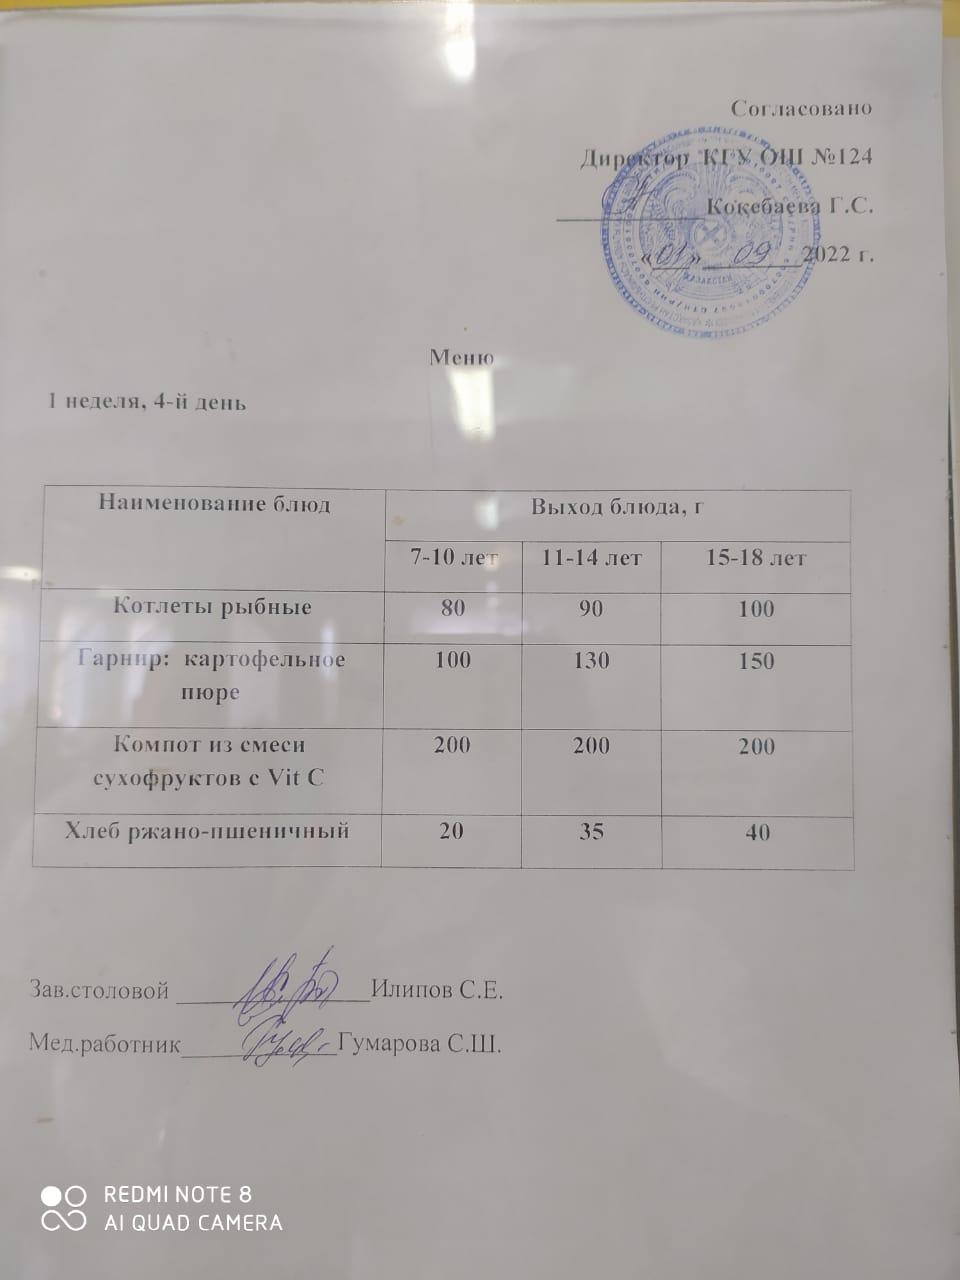 Согласовано
Директор КГУ ОШ №124
Кокебаева Г.С.
«01» 09 2022 г.
КАЗАКСТАН
Меню
1 неделя, 4-й день
Наименование блюд
Выход блюда, г
7-10 лет 11-14 лет 15-18 лет
Котлеты рыбные 80 90 100
Гарнир: картофельное
пюре
100 130 150
Компот из смеси
сухофруктов с Vit C
200 200 200
Хлеб ржано-пшеничный 20 35 40
Зав.столовой Илипов С.Е.
Мед.работник Гумарова С.Ш.
REDMI NOTE 8
AI QUAD CAMERA